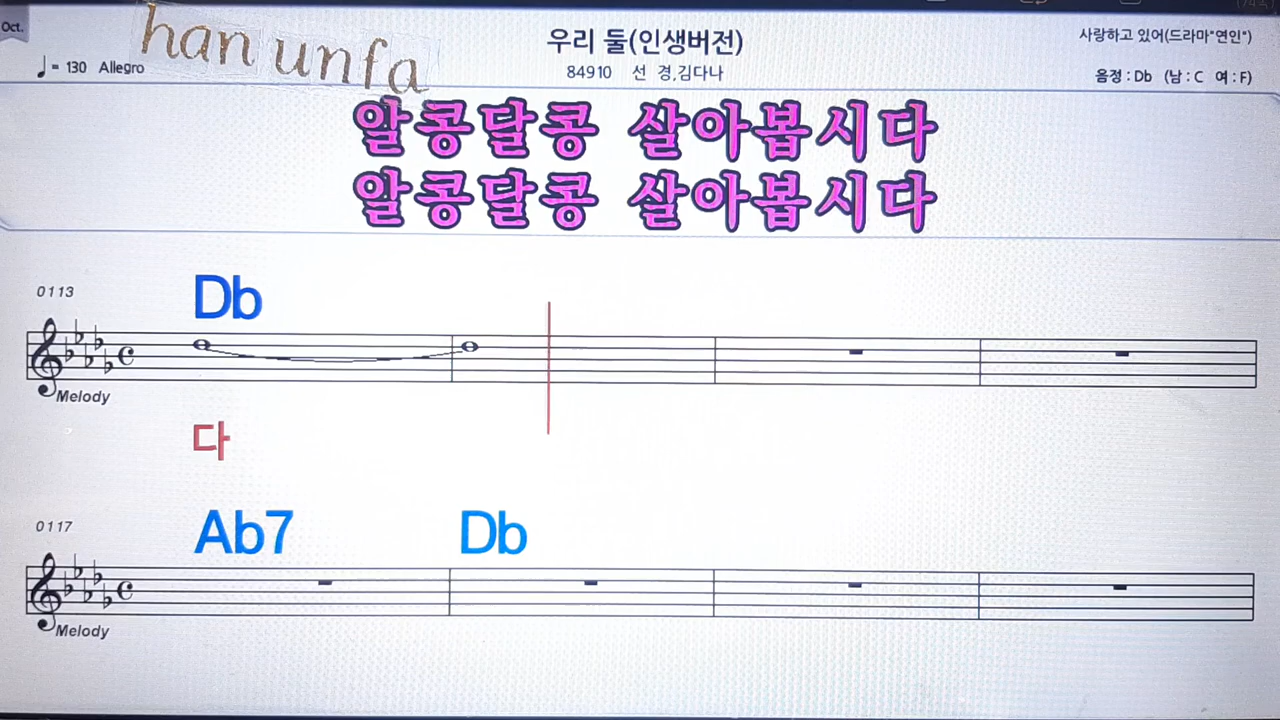 Oct.
han unfa
우리 둘(인생버전)
사랑하고 있어(드라마"연인")
♩= 130 Allegro
84910 선 경,김다나
음정 : Db (남 : C 여 : F)
알콩달콩 살아봅시다
알콩달콩 살아봅시다
0113
Db
Melody
다
0117
Ab7 Db
Melody